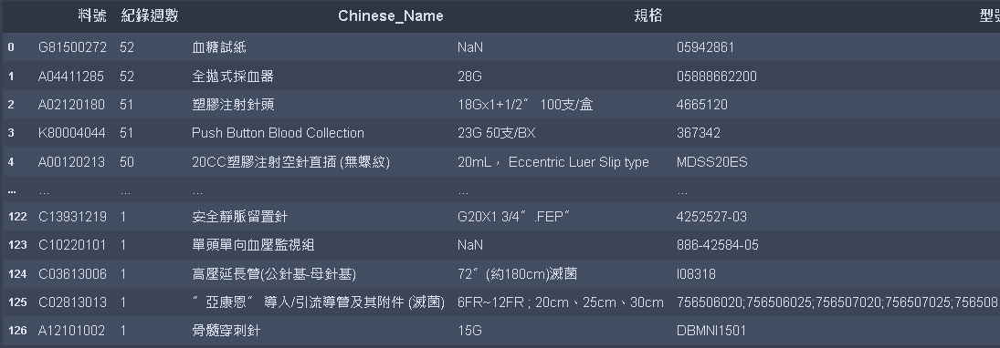 料號 紀錄週數 Chinese_Name 規格 型號
0 G81500272 52 血糖試紙 NaN 05942861
1 A04411285 52 全拋式採血器 28G 05888662200
2 A02120180 51 塑膠注射針頭 18Gx1+1/2〞 100支/盒 4665120
3 K80004044 51 Push Button Blood Collection 23G 50支/BX 367342
4 A00120213 50 20CC塑膠注射空針直插 (無螺紋) 20mL， Eccentric Luer Slip type MDSS20ES
... ... ... ... ... ...
122 C13931219 1 安全靜脈留置針 G20X1 3/4〞.FEP〞 4252527-03
123 C10220101 1 單頭單向血壓監視組 NaN 886-42584-05
124 C03613006 1 高壓延長管(公針基-母針基) 72〞(約180cm)滅菌 I08318
125 C02813013 1 〞亞康恩〞 導入/引流導管及其附件 (滅菌) 6FR~12FR ; 20cm、25cm、30cm 756506020;756506025;756507020;756507025;756508
126 A12101002 1 骨髓穿刺針 15G DBMNI1501